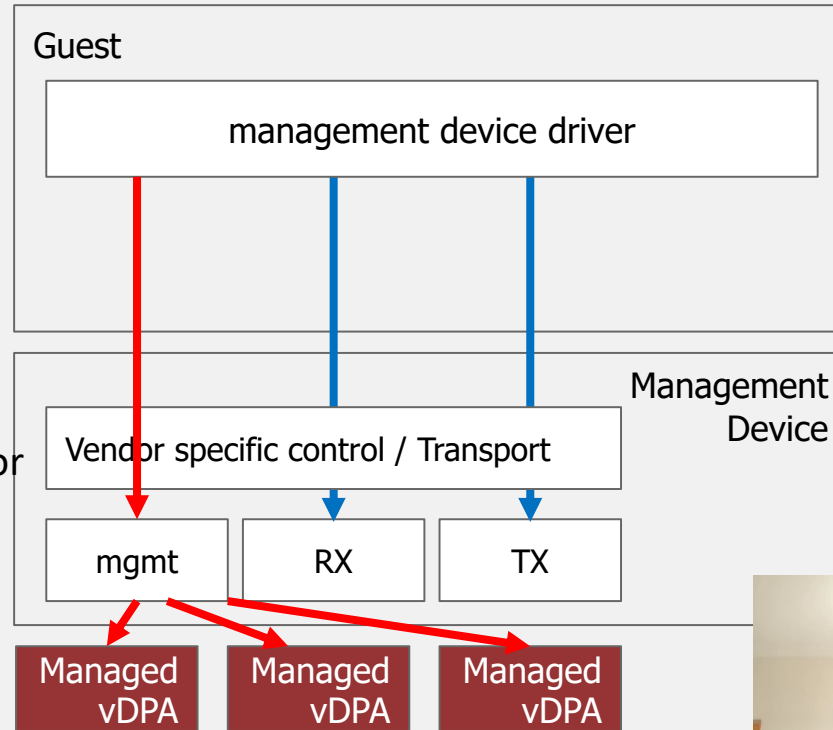 Guest
management device driver
Management
Device
or
Vendor specific control / Transport
mgmt
RX
TX
Managed
vDPA
Managed
vDPA
Managed
vDPA